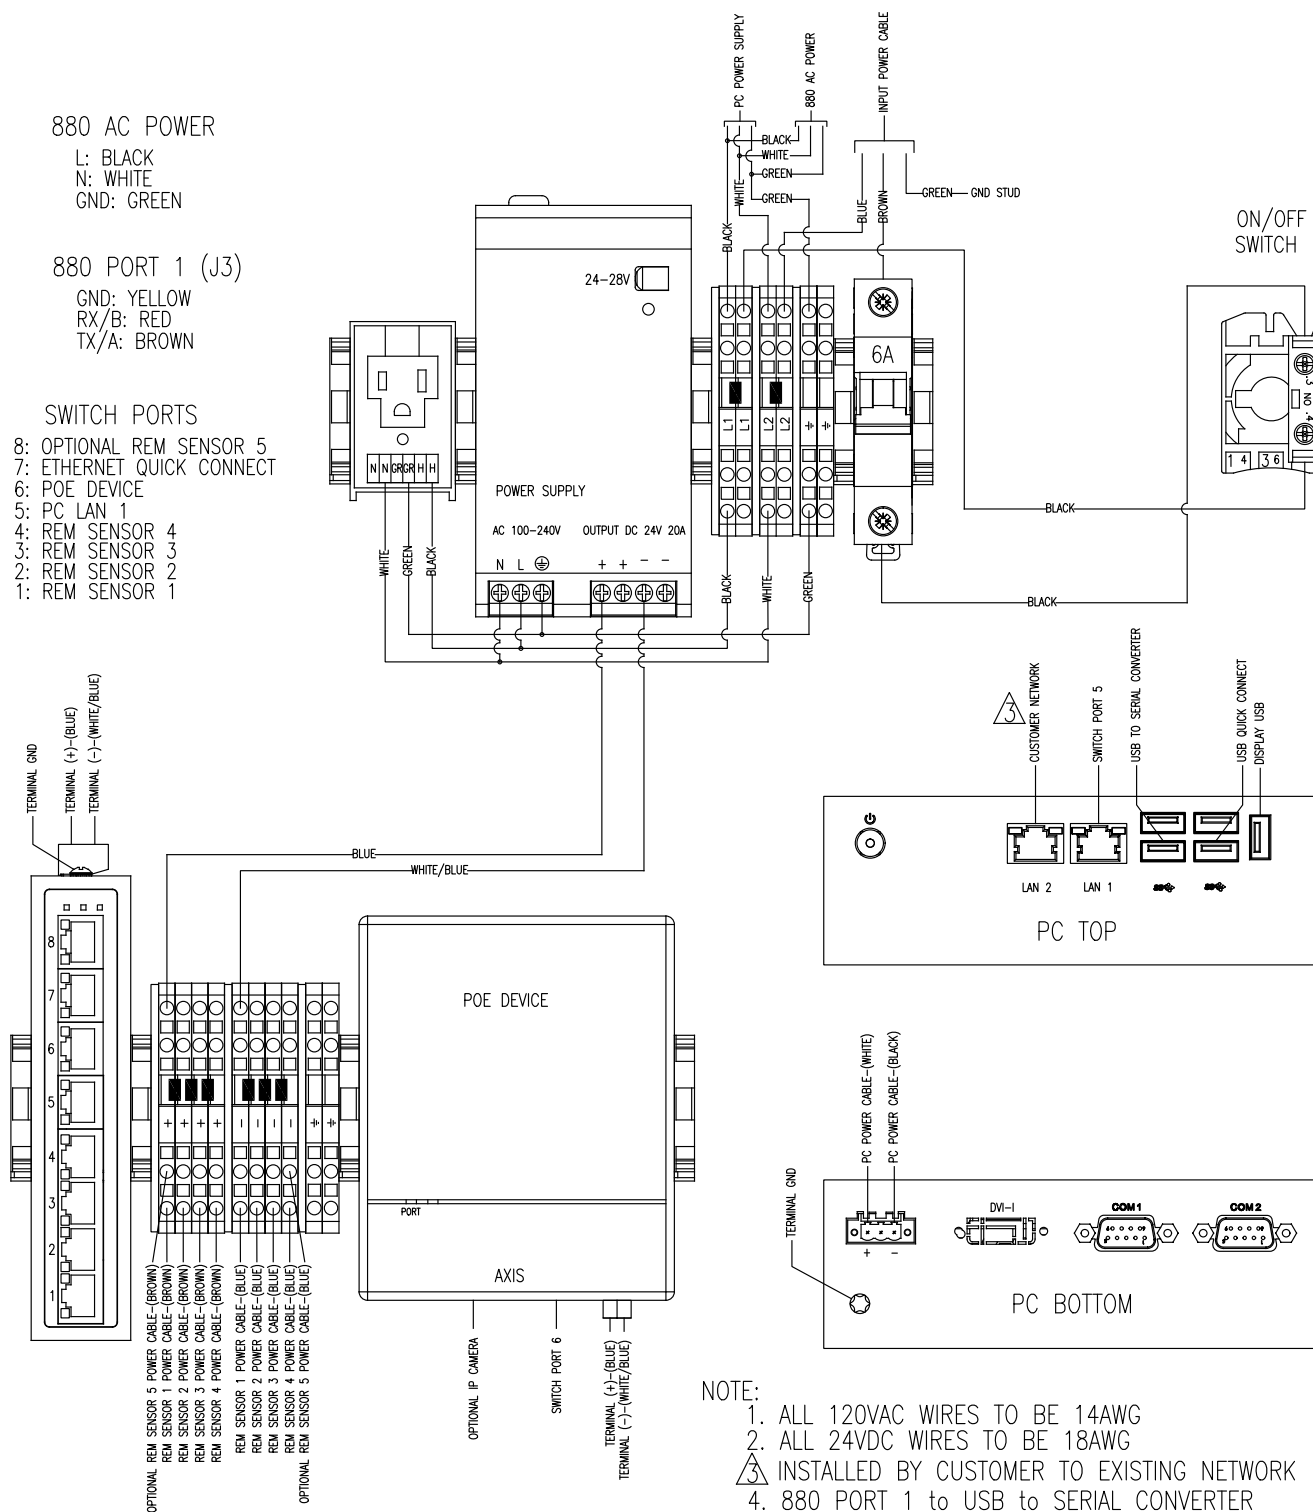 PC POWER SUPPLY
880 AC POWER
INPUT POWER CABLE
BLACK
WHITE
GREEN
GREEN
WHITE
BLACK
BLUE
BROWN
GREEN
GND STUD
880 AC POWER
L: BLACK
N: WHITE
GND: GREEN
880 PORT 1 (J3)
GND: YELLOW
RX/B: RED
TX/A: BROWN
SWITCH PORTS
8: OPTIONAL REM SENSOR 5
7: ETHERNET QUICK CONNECT
6: POE DEVICE
5: PC LAN 1
4: REM SENSOR 4
3: REM SENSOR 3
2: REM SENSOR 2
1: REM SENSOR 1
ON/OFF
SWITCH
24-28V
6A
L1 L1 L2 L2
N N GR GR H H
.3 NO .4
1 4 3 6
POWER SUPPLY
AC 100-240V
OUTPUT DC 24V 20A
N L
+ + - -
WHITE
GREEN
BLACK
BLACK
WHITE
GREEN
BLACK
BLACK
TERMINAL GND
TERMINAL (+)-(BLUE)
TERMINAL (-)-(WHITE/BLUE)
BLUE
WHITE/BLUE
3
CUSTOMER NETWORK
SWITCH PORT 5
USB TO SERIAL CONVERTER
USB QUICK CONNECT
DISPLAY USB
LAN 2
LAN 1
PC TOP
8
7
6
5
4
3
2
1
+ + + + - - - -
POE DEVICE
PORT
AXIS
OPTIONAL REM SENSOR 5 POWER CABLE-(BROWN)
REM SENSOR 1 POWER CABLE-(BROWN)
REM SENSOR 2 POWER CABLE-(BROWN)
REM SENSOR 3 POWER CABLE-(BROWN)
REM SENSOR 4 POWER CABLE-(BROWN)
REM SENSOR 1 POWER CABLE-(BLUE)
REM SENSOR 2 POWER CABLE-(BLUE)
REM SENSOR 3 POWER CABLE-(BLUE)
REM SENSOR 4 POWER CABLE-(BLUE)
OPTIONAL REM SENSOR 5 POWER CABLE-(BLUE)
OPTIONAL IP CAMERA
SWITCH PORT 6
TERMINAL (+)-(BLUE)
TERMINAL (-)-(WHITE/BLUE)
PC POWER CABLE-(WHITE)
PC POWER CABLE-(BLACK)
TERMINAL GND
+ -
DVI-I
COM 1
COM 2
PC BOTTOM
NOTE:
1. ALL 120VAC WIRES TO BE 14AWG
2. ALL 24VDC WIRES TO BE 18AWG
3 INSTALLED BY CUSTOMER TO EXISTING NETWORK
4. 880 PORT 1 to USB to SERIAL CONVERTER